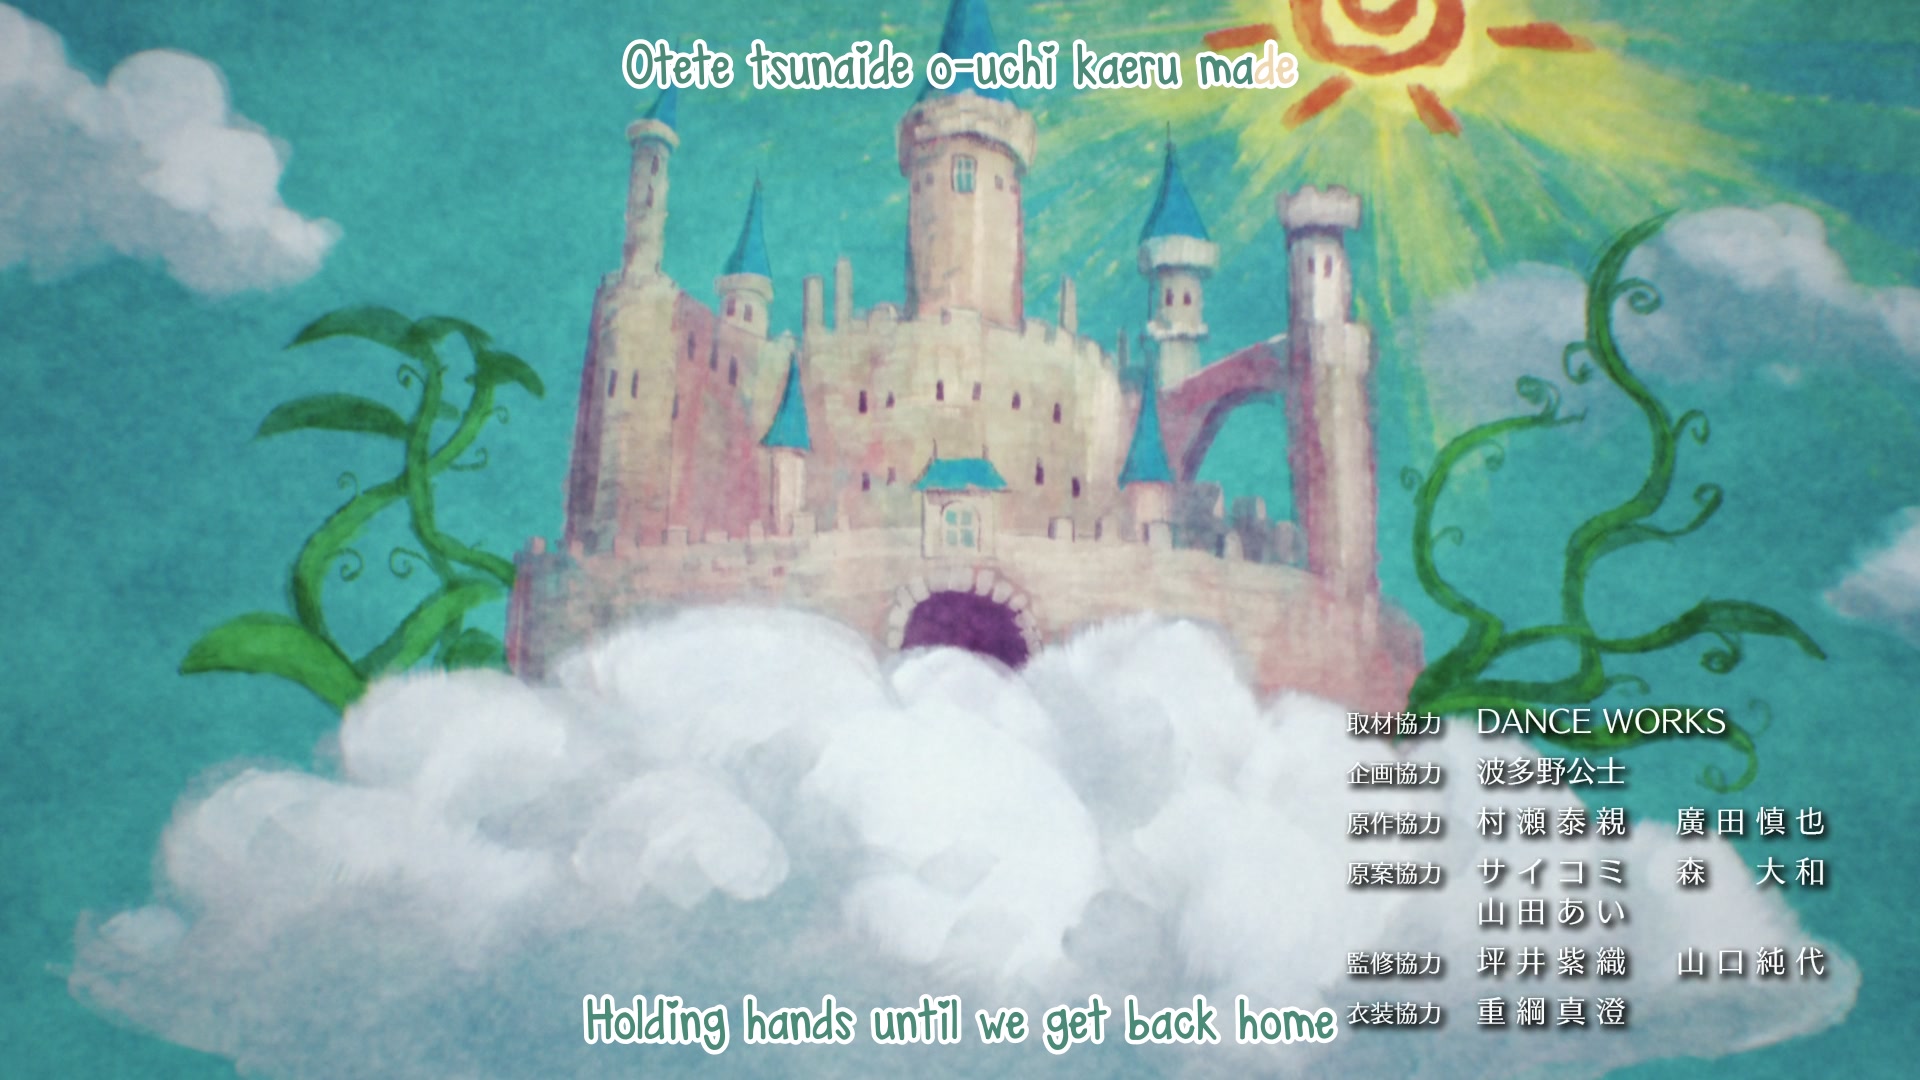 Otete tsunaide o-uchi kaeru made
取材協力 DANCE WORKS
企画協力 波多野公士
原作協力 村瀬泰親 廣田慎也
原案協力 サイコミ 森 大和
山田あい
監修協力 坪井紫織 山口純代
衣装協力 重綱真澄
Holding hands until we get back home